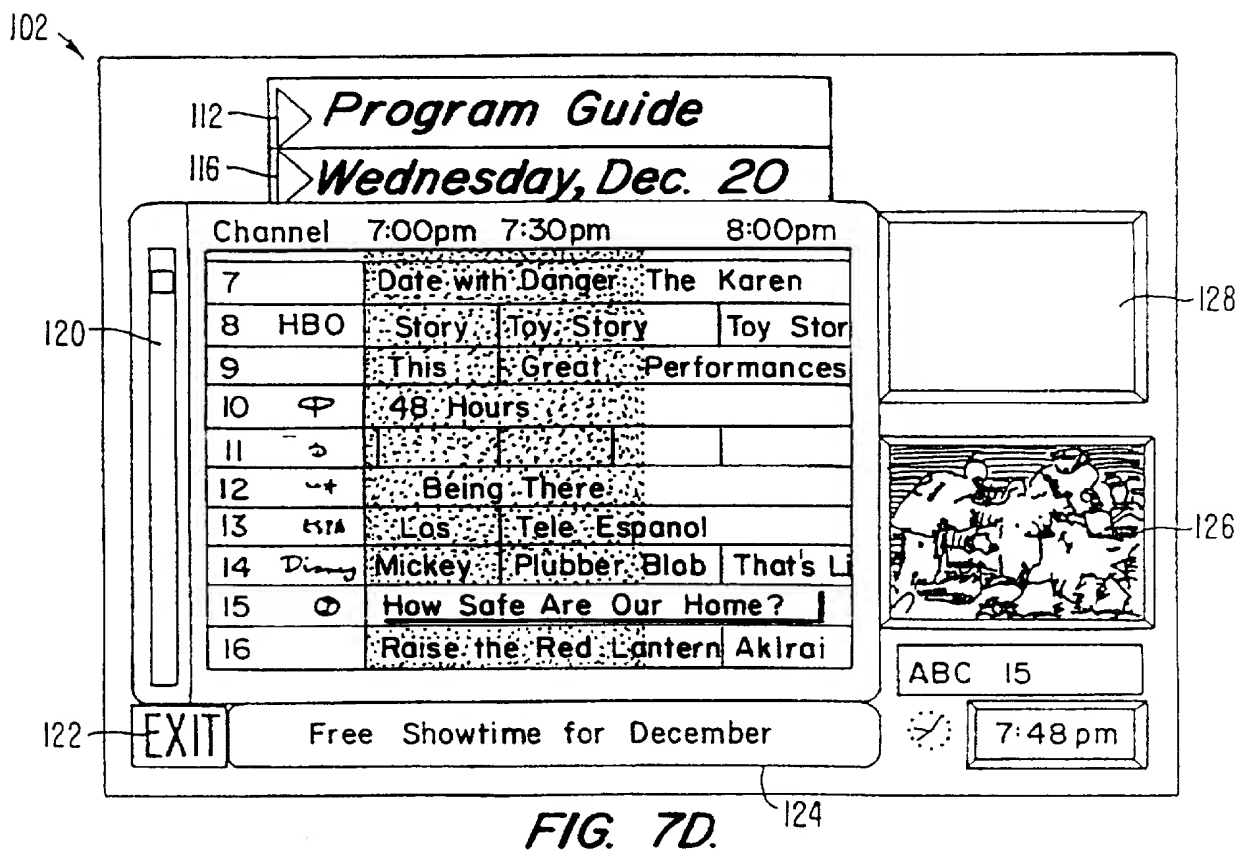 102
112
Program Guide
116
Wednesday, Dec. 20
Channel 7:00pm 7:30pm 8:00pm
7 Date with Danger The Karen
8 HBO Story Toy Story Toy Stor
9 This Great Performances
10 48 Hours
11
12 Being There
13 Los Tele Espanol
14 Disney Mickey Plubber Blob That's Li
15 How Safe Are Our Home?
16 Raise the Red Lantern Aklrai
120
128
126
ABC 15
122
EXIT
Free Showtime for December
7:48pm
124
FIG. 7D.